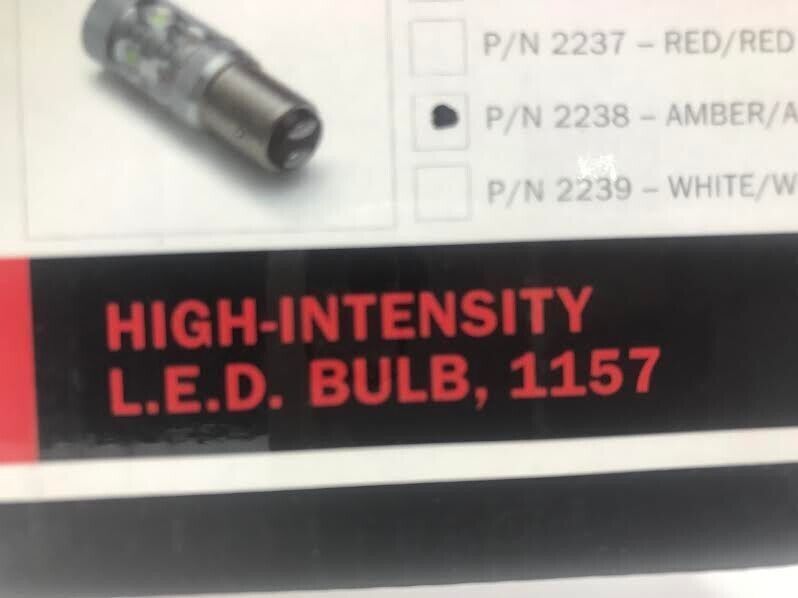 P/N 2237 – RED/RED
P/N 2238 – AMBER/A
P/N 2239 – WHITE/W
HIGH-INTENSITY
L.E.D. BULB, 1157